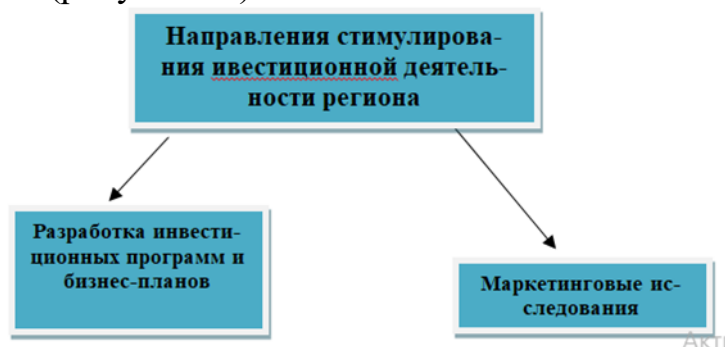 Направления стимулирова-
ния ивестиционной деятель-
ности региона
Разработка инвести-
ционных программ и
бизнес-планов
Маркетинговые ис-
следования